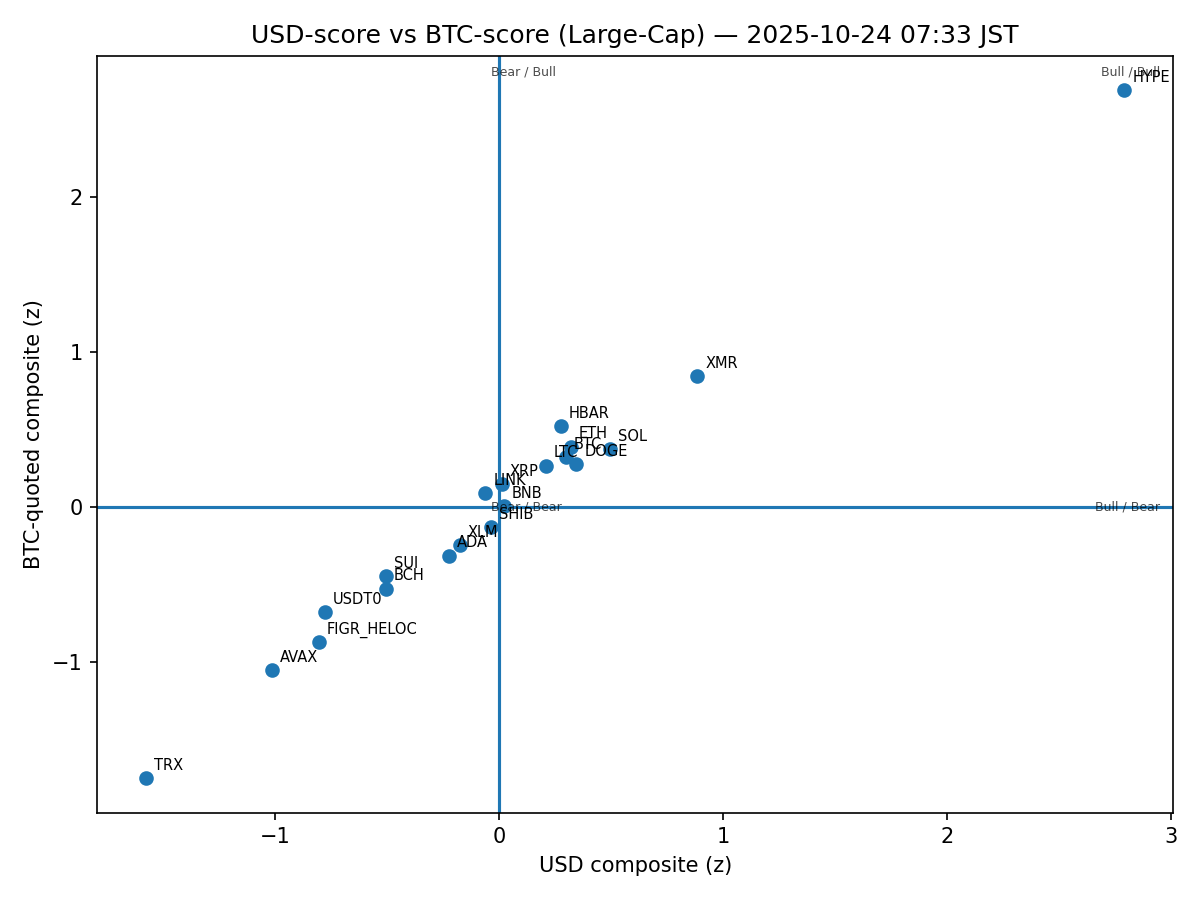 USD-score vs BTC-score (Large-Cap) — 2025-10-24 07:33 JST
Bear / Bull
Bull / Bull
HYPE
2
XMR
1
HBAR
ETH
SOL
BTC
LTC
DOGE
XRP
LINK
BNB
0
Bear / Bear
Bull / Bear
SHIB
XLM
ADA
SUI
BCH
USDT0
FIGR_HELOC
AVAX
−1
TRX
−1
0
1
2
3
USD composite (z)
BTC-quoted composite (z)